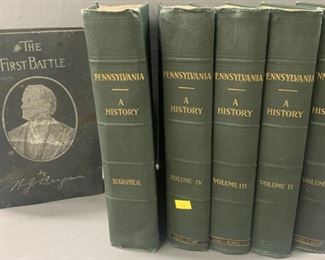 THE
FIRST BATTLE
by
W. J. Bryan
PENNSYLVANIA
A
HISTORY
BIOGRAPHICAL
PENNSYLVANIA
A
HISTORY
VOLUME IV
PENNSYLVANIA
A
HISTORY
VOLUME III
PENNSYLVANIA
A
HISTORY
VOLUME II